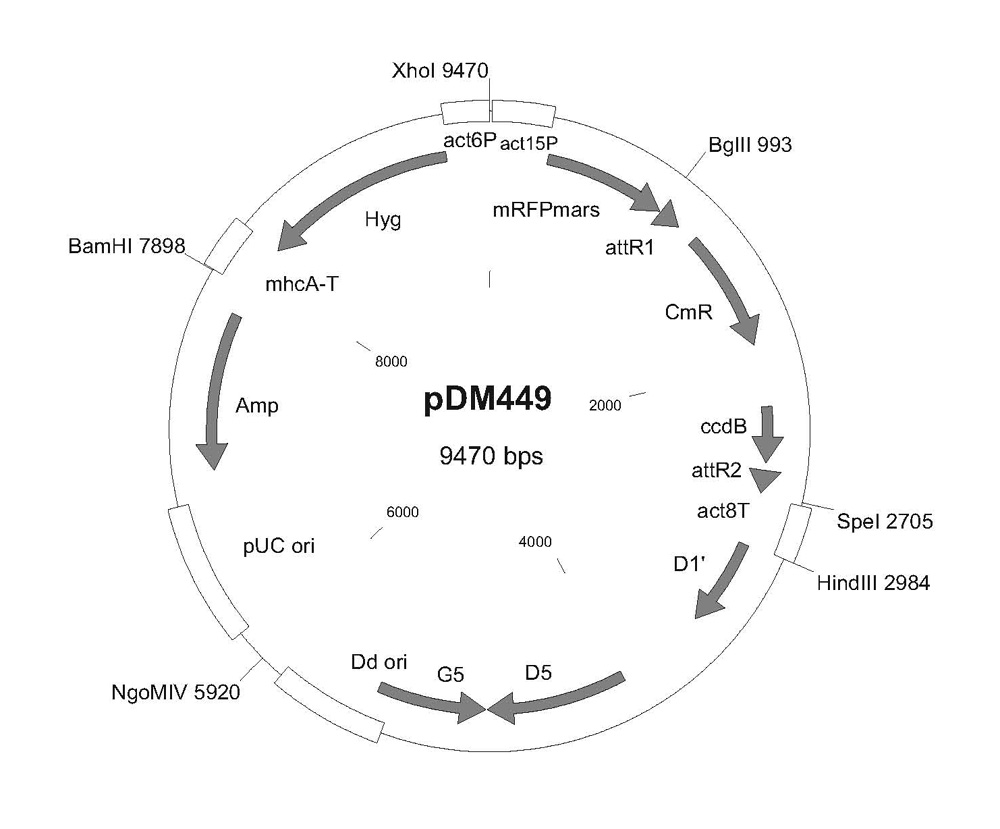 XhoI 9470
act6P
act15P
BglII 993
Hyg
mRFPmars
attR1
BamHI 7898
mhcA-T
CmR
8000
pDM449
2000
Amp
ccdB
9470 bps
attR2
6000
act8T
SpeI 2705
pUC ori
4000
D1'
HindIII 2984
Dd ori
G5
D5
NgoMIV 5920